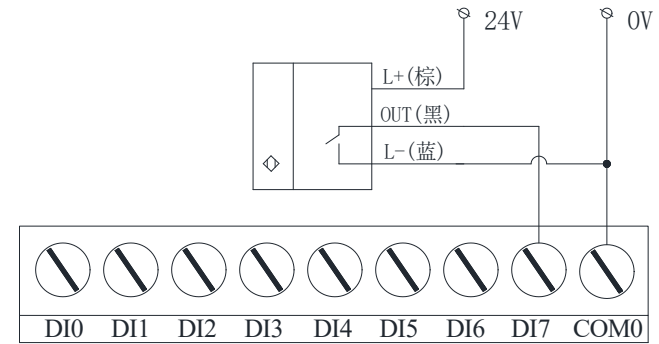 24V 0V
L+(棕)
OUT(黑)
L-(蓝)
DI0 DI1 DI2 DI3 DI4 DI5 DI6 DI7 COM0